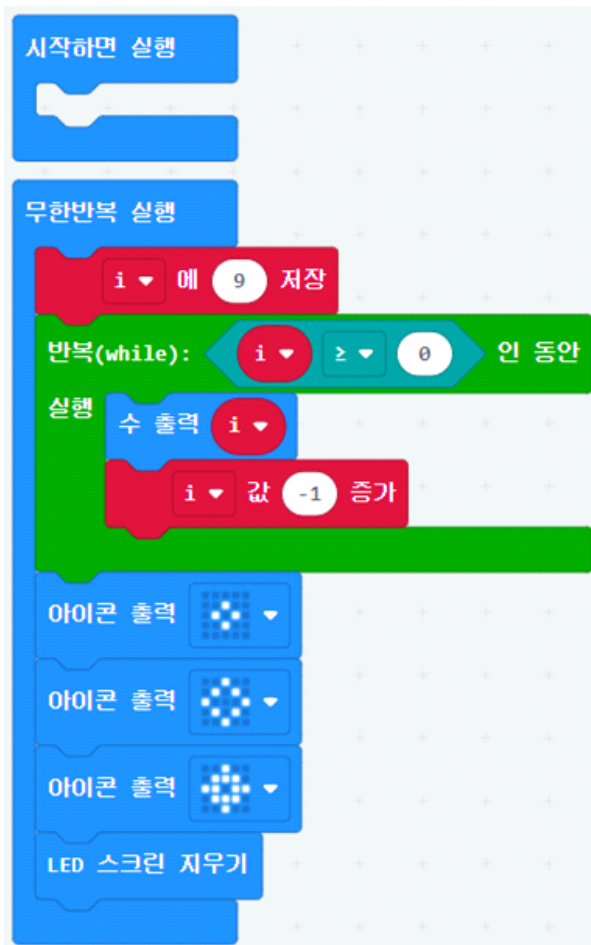 시작하면 실행
무한반복 실행
i 에 9 저장
반복(while): i ≥ 0 인 동안
실행
수 출력 i
i 값 -1 증가
아이콘 출력
아이콘 출력
아이콘 출력
LED 스크린 지우기